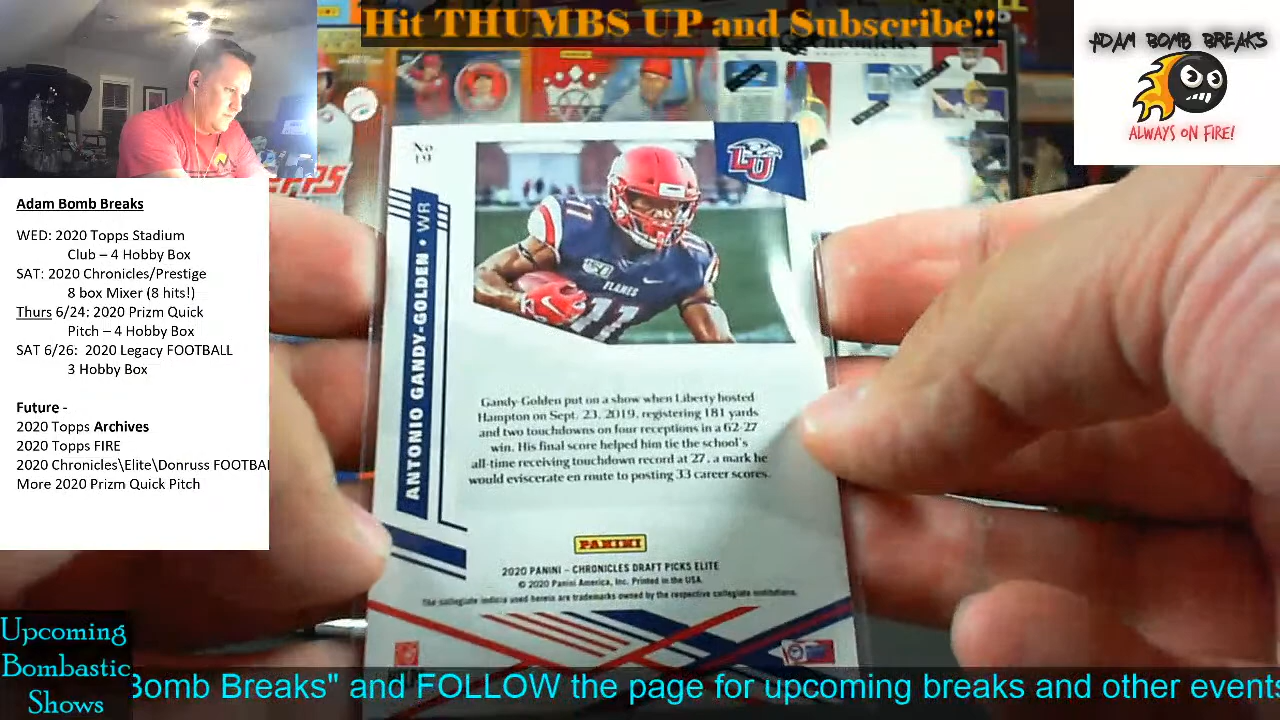 Hit THUMBS UP and Subscribe!!
ADAM BOMB BREAKS
ALWAYS ON FIRE!
Adam Bomb Breaks
WED: 2020 Topps Stadium
Club – 4 Hobby Box
SAT: 2020 Chronicles/Prestige
8 box Mixer (8 hits!)
Thurs 6/24: 2020 Prizm Quick
Pitch – 4 Hobby Box
SAT 6/26: 2020 Legacy FOOTBALL
3 Hobby Box
Future -
2020 Topps Archives
2020 Topps FIRE
2020 Chronicles\Elite\Donruss FOOTBAL
More 2020 Prizm Quick Pitch
No
19
LU
ANTONIO GANDY-GOLDEN • WR
FLAMES
11
11
Gandy-Golden put on a show when Liberty hosted
Hampton on Sept. 23, 2019, registering 181 yards
and two touchdowns on four receptions in a 62-27
win. His final score helped him tie the school's
all-time receiving touchdown record at 27, a mark he
would eviscerate en route to posting 33 career scores.
PANINI
2020 PANINI – CHRONICLES DRAFT PICKS ELITE
© 2020 Panini America, Inc. Printed in the USA.
The collegiate indicia used herein are trademarks owned by the respective collegiate institutions.
Upcoming
Bombastic
Shows
Bomb Breaks" and FOLLOW the page for upcoming breaks and other events